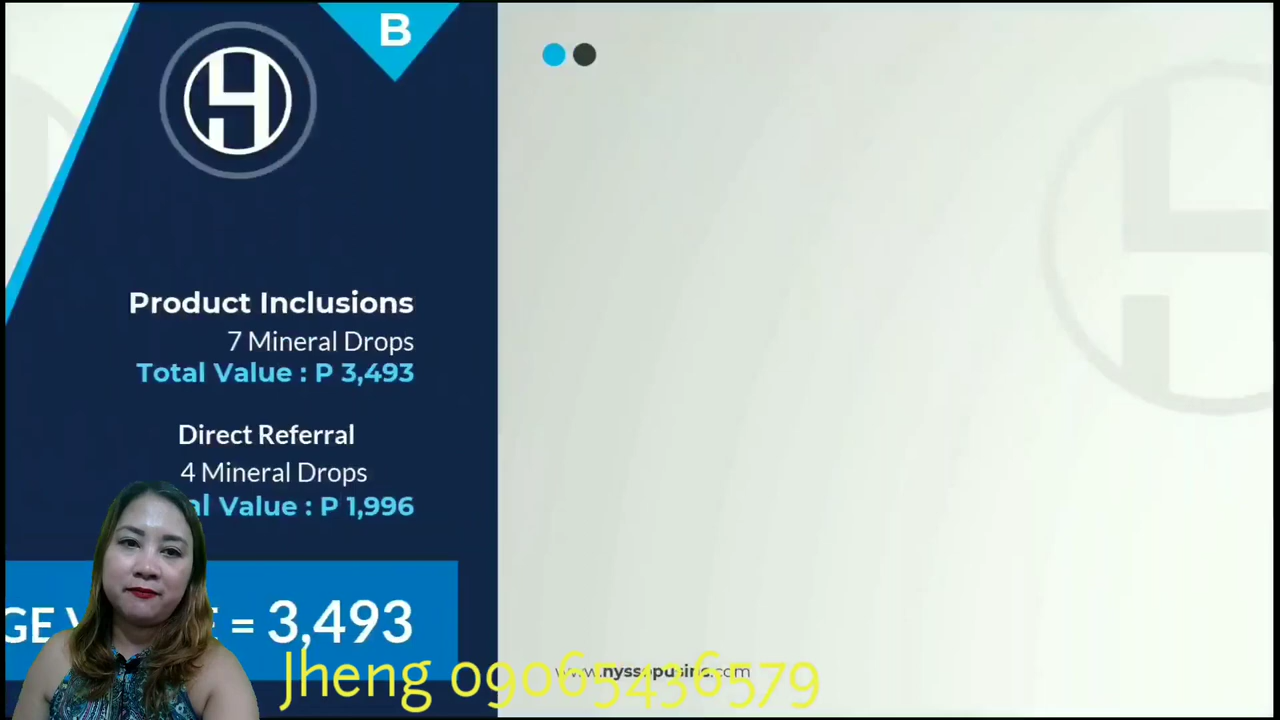 B
Product Inclusions
7 Mineral Drops
Total Value : P 3,493
Direct Referral
4 Mineral Drops
Value : P 1,996
= 3,493
Jheng 09065436579